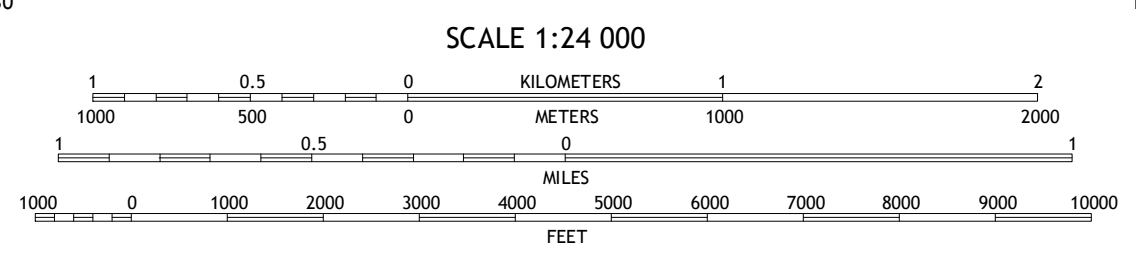 SCALE 1:24 000
1 0.5 0 KILOMETERS 1 2
1000 500 0 METERS 1000 2000
1 0.5 0 1
MILES
1000 0 1000 2000 3000 4000 5000 6000 7000 8000 9000 10000
FEET